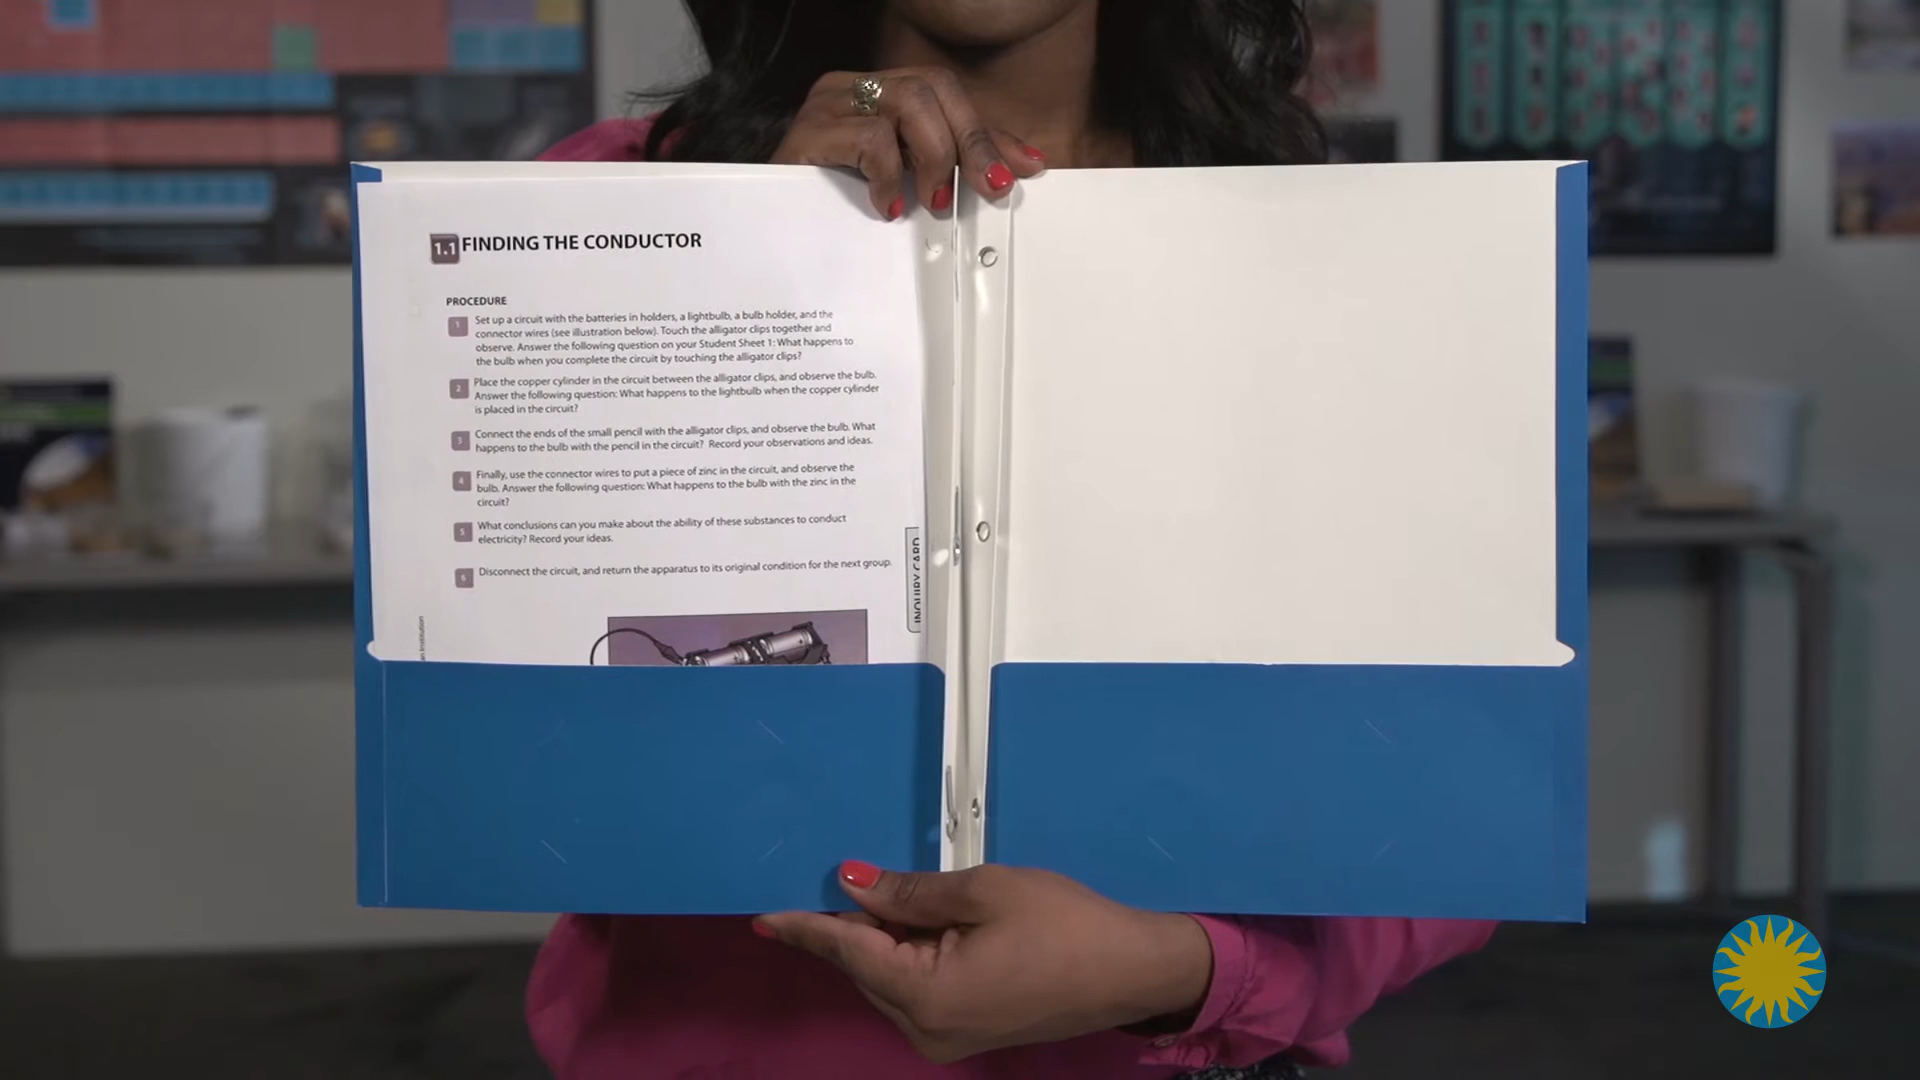 1.1 FINDING THE CONDUCTOR
PROCEDURE
1 Set up a circuit with the batteries in holders, a lightbulb, a bulb holder, and the
connector wires (see illustration below). Touch the alligator clips together and
observe. Answer the following question on your Student Sheet 1: What happens to
the bulb when you complete the circuit by touching the alligator clips?
2 Place the copper cylinder in the circuit between the alligator clips, and observe the bulb.
Answer the following question: What happens to the lightbulb when the copper cylinder
is placed in the circuit?
3 Connect the ends of the small pencil with the alligator clips, and observe the bulb. What
happens to the bulb with the pencil in the circuit? Record your observations and ideas.
4 Finally, use the connector wires to put a piece of zinc in the circuit, and observe the
bulb. Answer the following question: What happens to the bulb with the zinc in the
circuit?
5 What conclusions can you make about the ability of these substances to conduct
electricity? Record your ideas.
6 Disconnect the circuit, and return the apparatus to its original condition for the next group.
INQUIRY CARD
an Institution